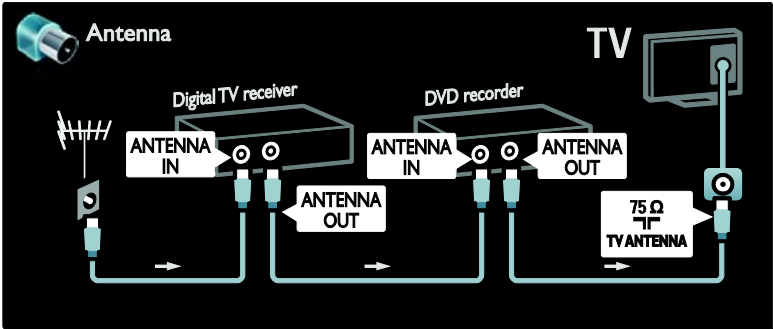 Antenna
TV
Digital TV receiver
DVD recorder
ANTENNA
IN
ANTENNA
OUT
ANTENNA
IN
ANTENNA
OUT
75 Ω
TV ANTENNA